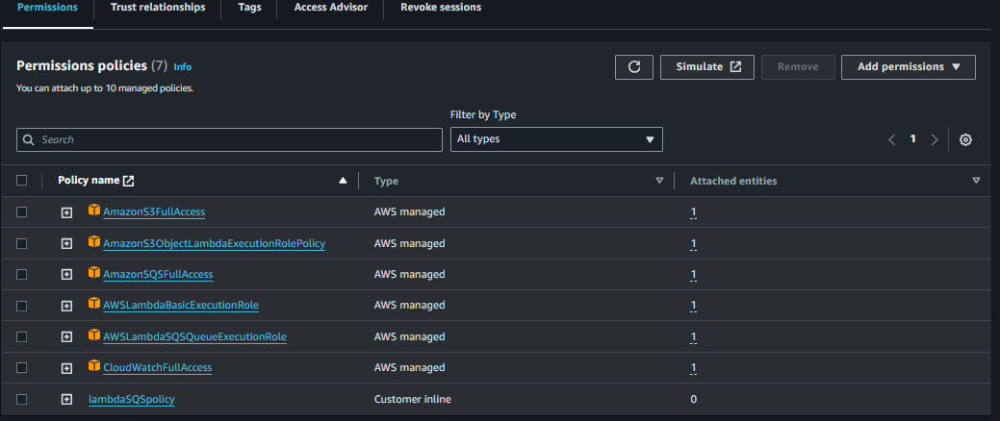 Permissions
Trust relationships
Tags
Access Advisor
Revoke sessions
Permissions policies (7) Info
You can attach up to 10 managed policies.
Simulate
Remove
Add permissions
Filter by Type
Search
All types
1
Policy name
Type
Attached entities
AmazonS3FullAccess AWS managed 1
AmazonS3ObjectLambdaExecutionRolePolicy AWS managed 1
AmazonSQSFullAccess AWS managed 1
AWSLambdaBasicExecutionRole AWS managed 1
AWSLambdaSQSQueueExecutionRole AWS managed 1
CloudWatchFullAccess AWS managed 1
lambdaSQSpolicy Customer inline 0